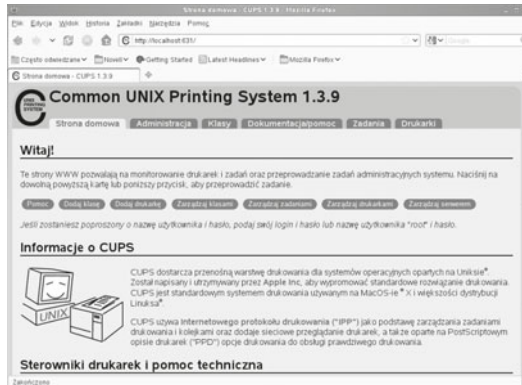 Strona domowa - CUPS 1.3.9 - Mozilla Firefox
Plik Edycja Widok Historia Zakładki Narzędzia Pomoc
http://localhost:631/
Google
Często odwiedzane Novell Getting Started Latest Headlines Mozilla Firefox
Strona domowa - CUPS 1.3.9
UNIX PRINTING SYSTEM
Common UNIX Printing System 1.3.9
Strona domowa Administracja Klasy Dokumentacja/pomoc Zadania Drukarki
Witaj!
Te strony WWW pozwalają na monitorowanie drukarek i zadań oraz przeprowadzanie zadań administracyjnych systemu. Naciśnij na
dowolną powyższą kartę lub poniższy przycisk, aby przeprowadzić zadanie.
Pomoc Dodaj klasę Dodaj drukarkę Zarządzaj klasami Zarządzaj zadaniami Zarządzaj drukarkami Zarządzaj serwerem
Jeśli zostaniesz poproszony o nazwę użytkownika i hasło, podaj swój login i hasło lub nazwę użytkownika "root" i hasło.
Informacje o CUPS
UNIX
CUPS dostarcza przenośną warstwę drukowania dla systemów operacyjnych opartych na Uniksie®.
Został napisany i utrzymywany przez Apple Inc, aby wypromować standardowe rozwiązanie drukowania.
CUPS jest standardowym systemem drukowania używanym na MacOS-ie ® X i większości dystrybucji
Linuksa®.
CUPS używa Internetowego protokołu drukowania ("IPP") jako podstawę zarządzania zadaniami
drukowania i kolejkami oraz dodaje sieciowe przeglądanie drukarek, a także oparte na PostScriptowym
opisie drukarek ("PPD") opcje drukowania do obsługi prawdziwego drukowania.
Sterowniki drukarek i pomoc techniczna
Zakończono